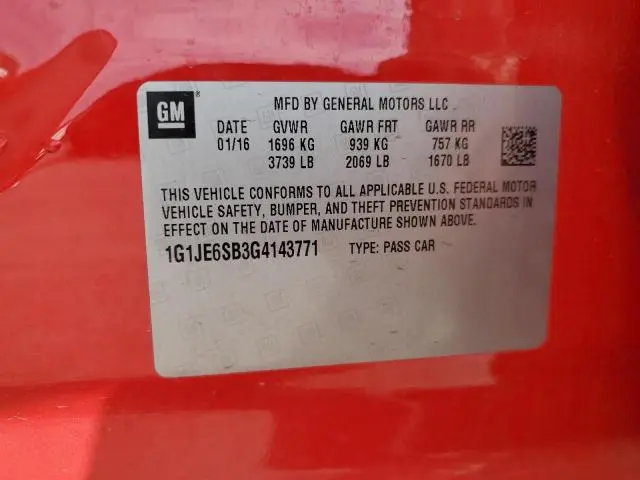 GM ®
MFD BY GENERAL MOTORS LLC
DATE GVWR GAWR FRT GAWR RR
01/16 1696 KG 939 KG 757 KG
3739 LB 2069 LB 1670 LB
THIS VEHICLE CONFORMS TO ALL APPLICABLE U.S. FEDERAL MOTOR
VEHICLE SAFETY, BUMPER, AND THEFT PREVENTION STANDARDS IN
EFFECT ON THE DATE OF MANUFACTURE SHOWN ABOVE.
1G1JE6SB3G4143771 TYPE: PASS CAR